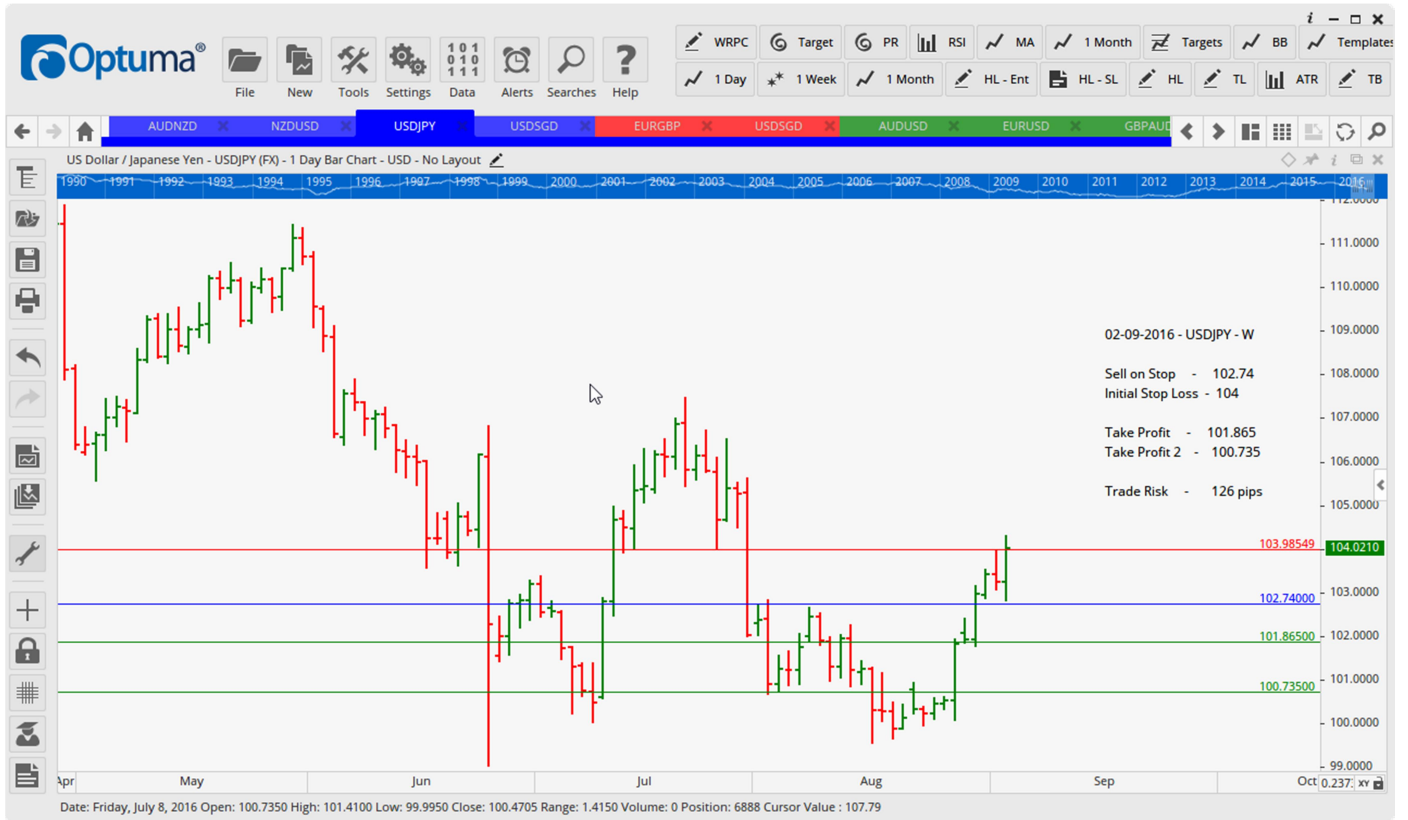 Optuma®
File New Tools Settings Data Alerts Searches Help
101
010
111
i
WRPC Target PR RSI MA 1 Month Targets BB Templates
1 Day 1 Week 1 Month HL - Ent HL - SL HL TL ATR TB
AUDNZD NZDUSD USDJPY USDSGD EURGBP USDSGD AUDUSD EURUSD GBPAUD
US Dollar / Japanese Yen - USDJPY (FX) - 1 Day Bar Chart - USD - No Layout
1990 1991 1992 1993 1994 1995 1996 1997 1998 1999 2000 2001 2002 2003 2004 2005 2006 2007 2008 2009 2010 2011 2012 2013 2014 2015 2016
112.0000
111.0000
110.0000
109.0000
02-09-2016 - USDJPY - W
Sell on Stop - 102.74
108.0000
Initial Stop Loss - 104
107.0000
Take Profit - 101.865
Take Profit 2 - 100.735
106.0000
Trade Risk - 126 pips
105.0000
103.98549
104.0210
103.0000
102.74000
102.0000
101.86500
101.0000
100.73500
100.0000
99.0000
Apr May Jun Jul Aug Sep Oct 0.237 XY
Date: Friday, July 8, 2016 Open: 100.7350 High: 101.4100 Low: 99.9950 Close: 100.4705 Range: 1.4150 Volume: 0 Position: 6888 Cursor Value : 107.79